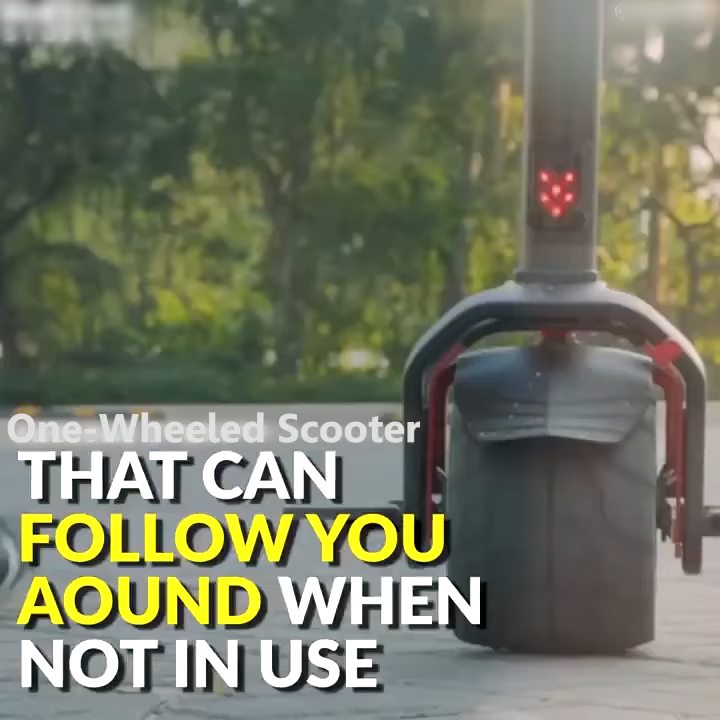 One-Wheeled Scooter
THAT CAN
FOLLOW YOU
AOUND WHEN
NOT IN USE